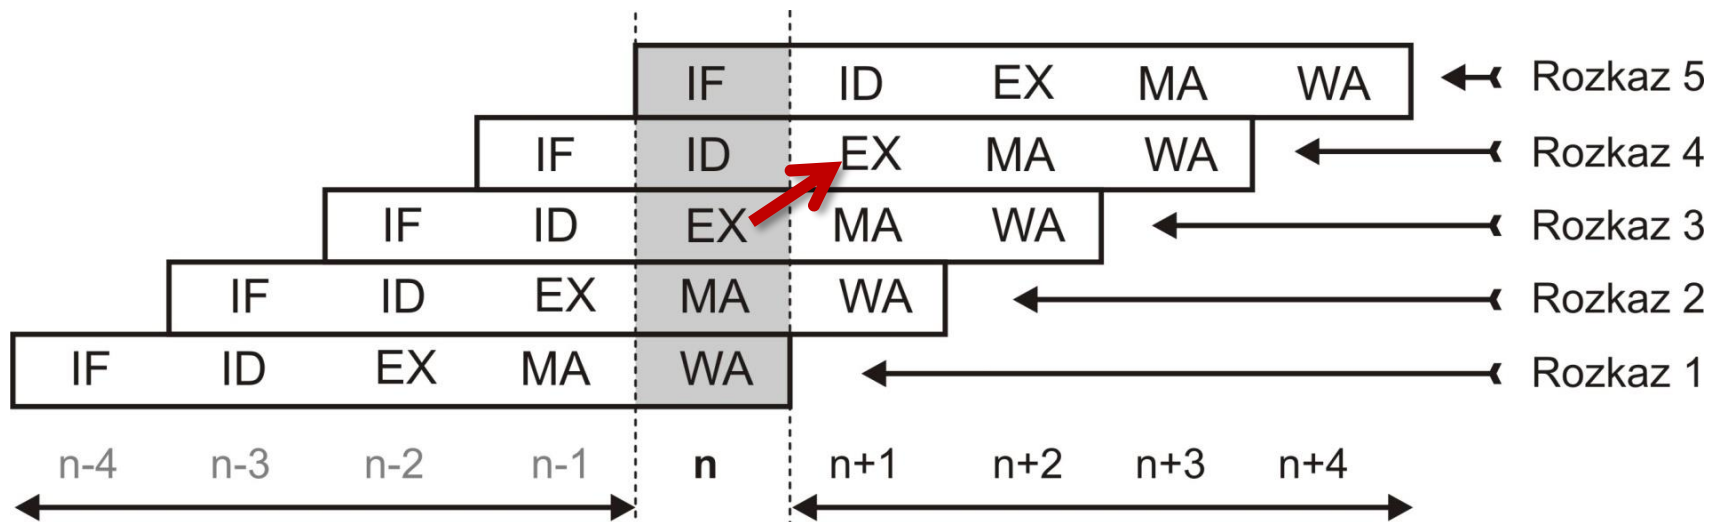 IF ID EX MA WA Rozkaz 5
IF ID EX MA WA Rozkaz 4
IF ID EX MA WA Rozkaz 3
IF ID EX MA WA Rozkaz 2
IF ID EX MA WA Rozkaz 1
n-4 n-3 n-2 n-1 n n+1 n+2 n+3 n+4